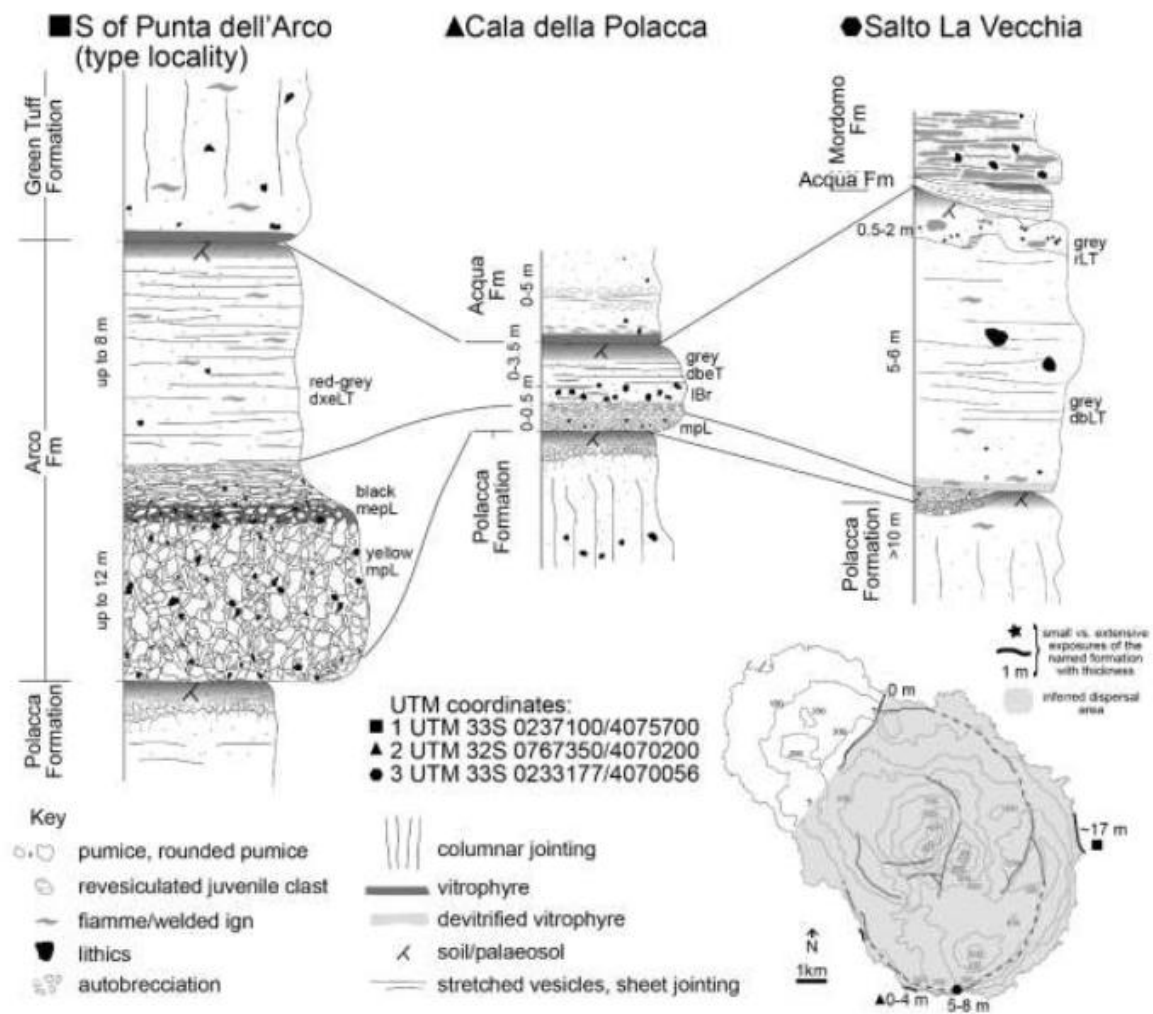 ■S of Punta dell'Arco
(type locality)
▲Cala della Polacca
●Salto La Vecchia
Green Tuff
Formation
Arco
Fm
up to 8 m
up to 12 m
red-grey
dxeLT
black
mepL
yellow
mpL
Polacca
Formation
Acqua
Fm
0-5 m
0-3.5 m
0-0.5 m
grey
dbeT
lBr
mpL
Polacca
Formation
Mordomo
Fm
Acqua Fm
0.5-2 m
5-6 m
grey
rLT
grey
dbLT
Polacca
Formation
>10 m
UTM coordinates:
■ 1 UTM 33S 0237100/4075700
▲ 2 UTM 32S 0767350/4070200
● 3 UTM 33S 0233177/4070056
Key
pumice, rounded pumice
revesiculated juvenile clast
fiamme/welded ign
lithics
autobrecciation
columnar jointing
vitrophyre
devitrified vitrophyre
soil/palaeosol
stretched vesicles, sheet jointing
small vs. extensive
exposures of the
named formation
with thickness
1 m
inferred dispersal
area
0 m
~17 m
?
N
1km
▲0-4 m
5-8 m